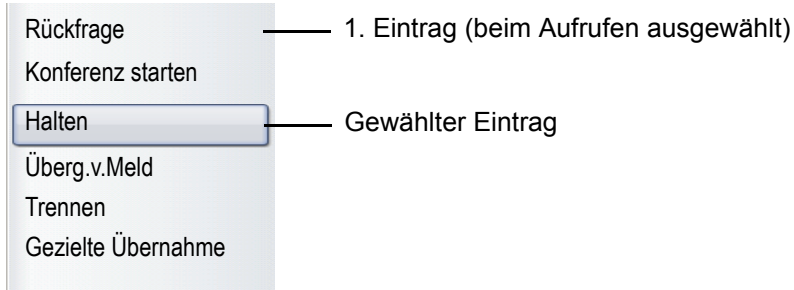 Rückfrage
1. Eintrag (beim Aufrufen ausgewählt)
Konferenz starten
Halten
Gewählter Eintrag
Überg.v.Meld
Trennen
Gezielte Übernahme